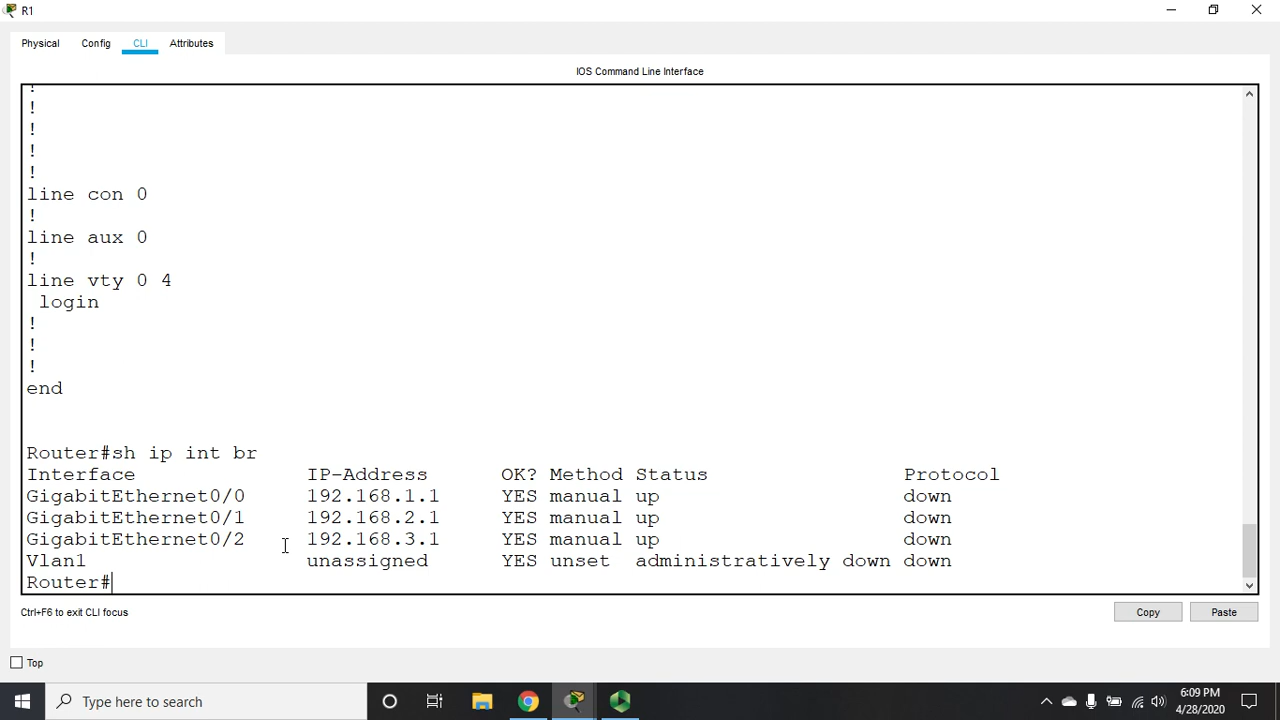 R1
Physical Config CLI Attributes
IOS Command Line Interface
!
!
!
!
!
line con 0
!
line aux 0
!
line vty 0 4
login
!
!
!
end
Router#sh ip int br
Interface IP-Address OK? Method Status Protocol
GigabitEthernet0/0 192.168.1.1 YES manual up down
GigabitEthernet0/1 192.168.2.1 YES manual up down
GigabitEthernet0/2 192.168.3.1 YES manual up down
Vlan1 unassigned YES unset administratively down down
Router#
Ctrl+F6 to exit CLI focus
Copy Paste
Top
Type here to search
6:09 PM
4/28/2020